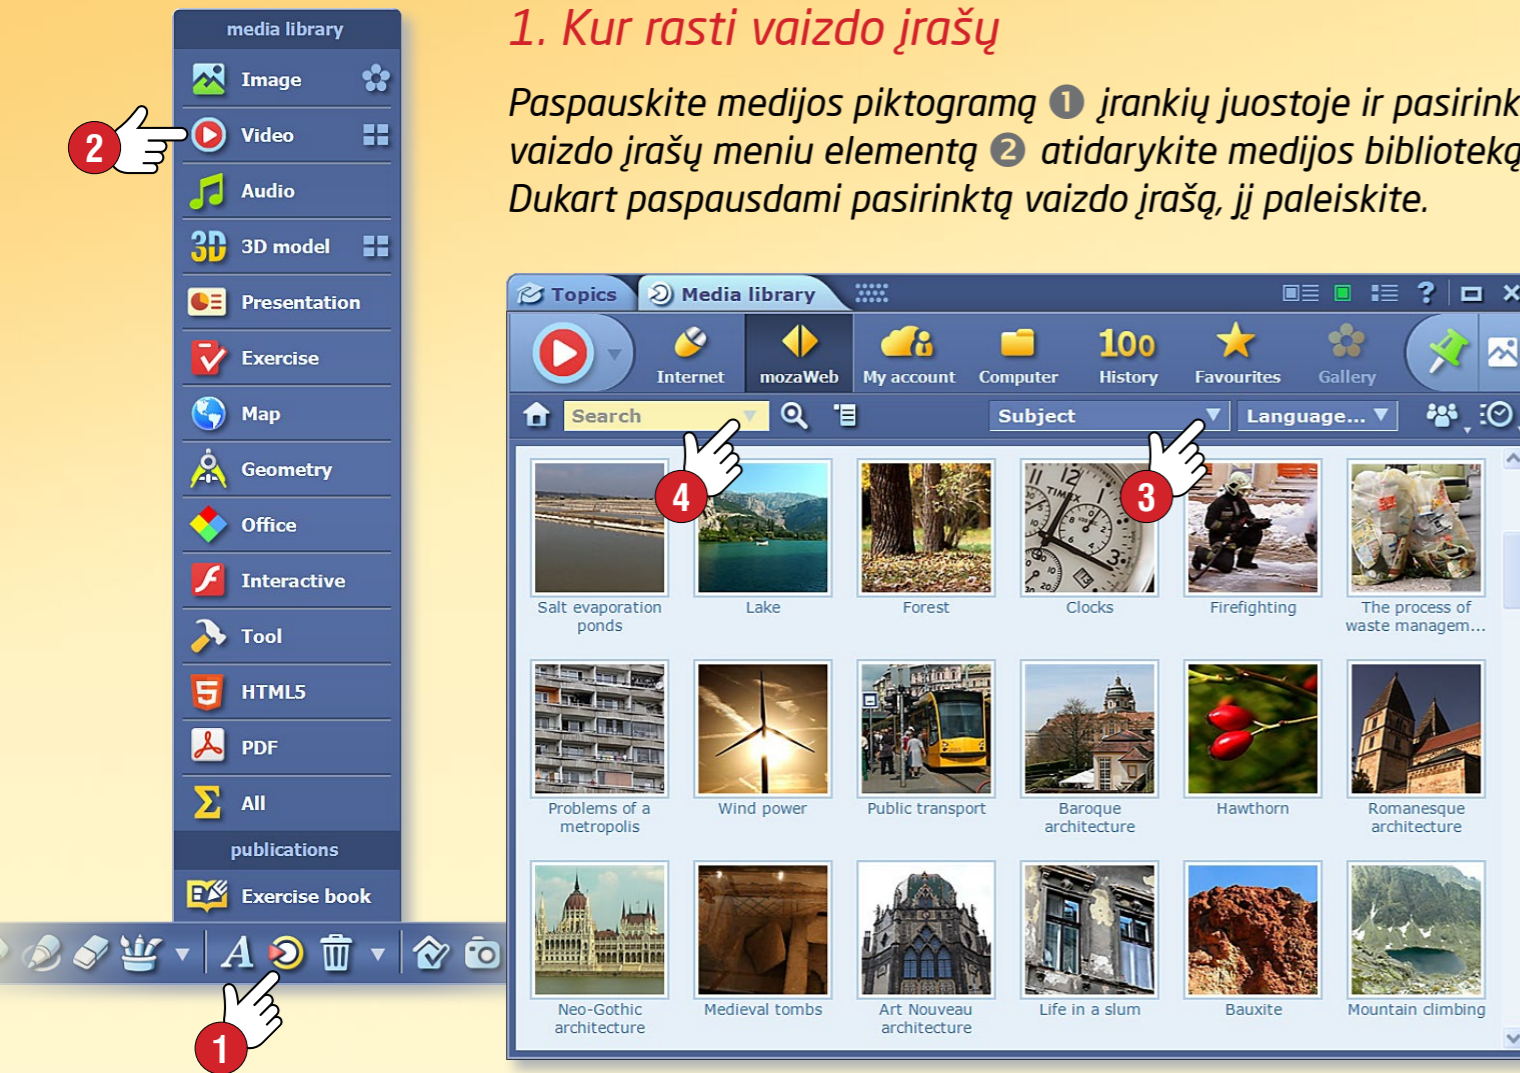 media library
Image
Video
Audio
3D model
Presentation
Exercise
Map
Geometry
Office
Interactive
Tool
HTML5
PDF
All
publications
Exercise book
A
1
2
1. Kur rasti vaizdo įrašų
Paspauskite medijos piktogramą 1 įrankių juostoje ir pasirink
vaizdo įrašų meniu elementą 2 atidarykite medijos biblioteką
Dukart paspausdami pasirinktą vaizdo įrašą, jį paleiskite.
Topics Media library ?
Internet mozaWeb My account Computer History Favourites Gallery
100
Search Subject Language...
4 3
Salt evaporation
ponds
Lake
Forest
Clocks
Firefighting
The process of
waste managem...
Problems of a
metropolis
Wind power
Public transport
Baroque
architecture
Hawthorn
Romanesque
architecture
Neo-Gothic
architecture
Medieval tombs
Art Nouveau
architecture
Life in a slum
Bauxite
Mountain climbing